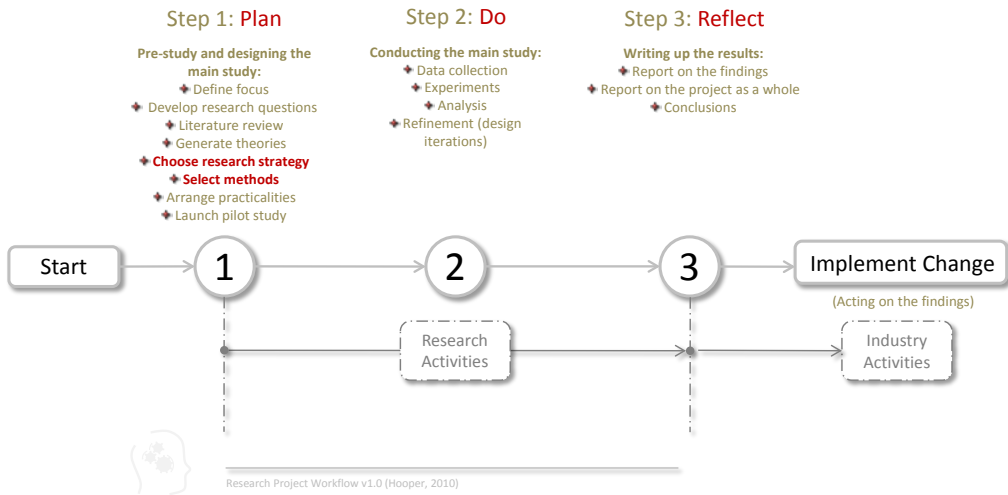 Step 1: Plan
Pre-study and designing the
main study:
Define focus
Develop research questions
Literature review
Generate theories
Choose research strategy
Select methods
Arrange practicalities
Launch pilot study
Step 2: Do
Conducting the main study:
Data collection
Experiments
Analysis
Refinement (design
iterations)
Step 3: Reflect
Writing up the results:
Report on the findings
Report on the project as a whole
Conclusions
Start
1
2
3
Implement Change
(Acting on the findings)
Research
Activities
Industry
Activities
Research Project Workflow v1.0 (Hooper, 2010)